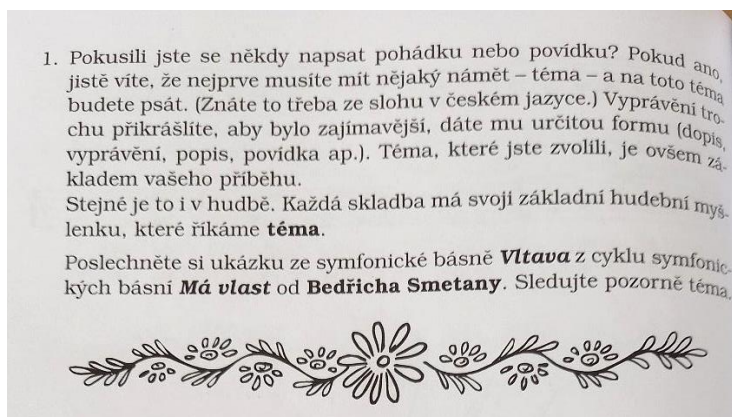 1. Pokusili jste se někdy napsat pohádku nebo povídku? Pokud ano,
jistě víte, že nejprve musíte mít nějaký námět – téma – a na toto téma
budete psát. (Znáte to třeba ze slohu v českém jazyce.) Vyprávění tro-
chu přikrášlíte, aby bylo zajímavější, dáte mu určitou formu (dopis,
vyprávění, popis, povídka ap.). Téma, které jste zvolili, je ovšem zá-
kladem vašeho příběhu.
Stejné je to i v hudbě. Každá skladba má svoji základní hudební myš-
lenku, které říkáme téma.
Poslechněte si ukázku ze symfonické básně Vltava z cyklu symfonic-
kých básní Má vlast od Bedřicha Smetany. Sledujte pozorně téma.